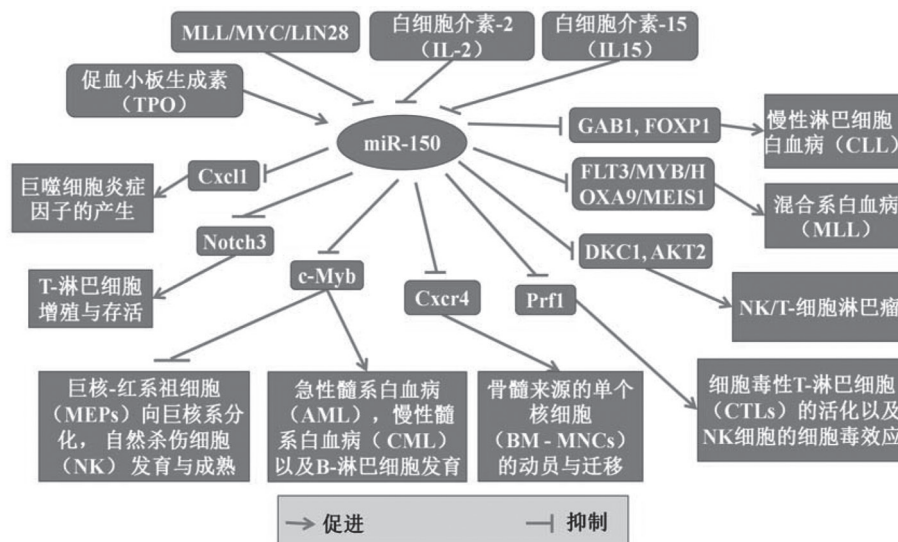 MLL/MYC/LIN28
白细胞介素-2
（IL-2）
白细胞介素-15
（IL15）
促血小板生成素
（TPO）
miR-150
GAB1, FOXP1
慢性淋巴细胞
白血病（CLL）
Cxcl1
巨噬细胞炎症
因子的产生
FLT3/MYB/H
OXA9/MEIS1
混合系白血病
（MLL）
Notch3
DKC1, AKT2
T-淋巴细胞
增殖与存活
c-Myb
Cxcr4
Prf1
NK/T-细胞淋巴瘤
巨核-红系祖细胞
（MEPs）向巨核系分
化， 自然杀伤细胞
（NK） 发育与成熟
急性髓系白血病
（AML），慢性髓
系白血病（ CML）
以及B-淋巴细胞发育
骨髓来源的单个
核细胞
（BM - MNCs）
的动员与迁移
细胞毒性T-淋巴细胞
（CTLs）的活化以及
NK细胞的细胞毒效应
促进
抑制